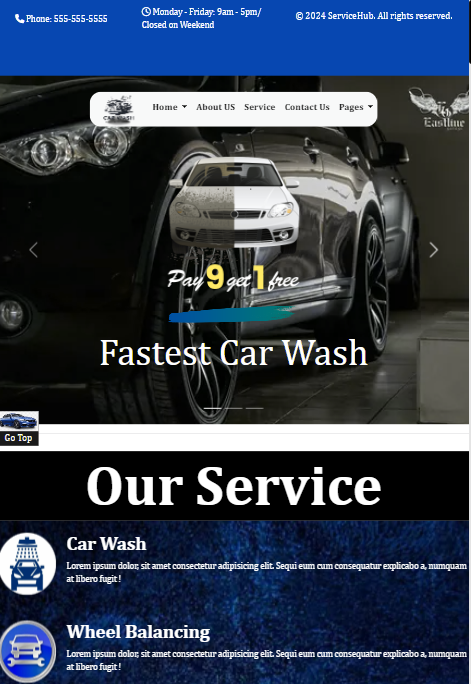 Phone: 555-555-5555
Monday - Friday: 9am - 5pm/
Closed on Weekend
© 2024 ServiceHub. All rights reserved.
CAR WASH
Home
About US
Service
Contact Us
Pages
Eastline
Pay 9 get 1 free
Fastest Car Wash
Go Top
Our Service
Car Wash
Lorem ipsum dolor, sit amet consectetur adipisicing elit. Sequi eum cum consequatur explicabo a, numquam
at libero fugit !
Wheel Balancing
Lorem ipsum dolor, sit amet consectetur adipisicing elit. Sequi eum cum consequatur explicabo a, numquam
at libero fugit !